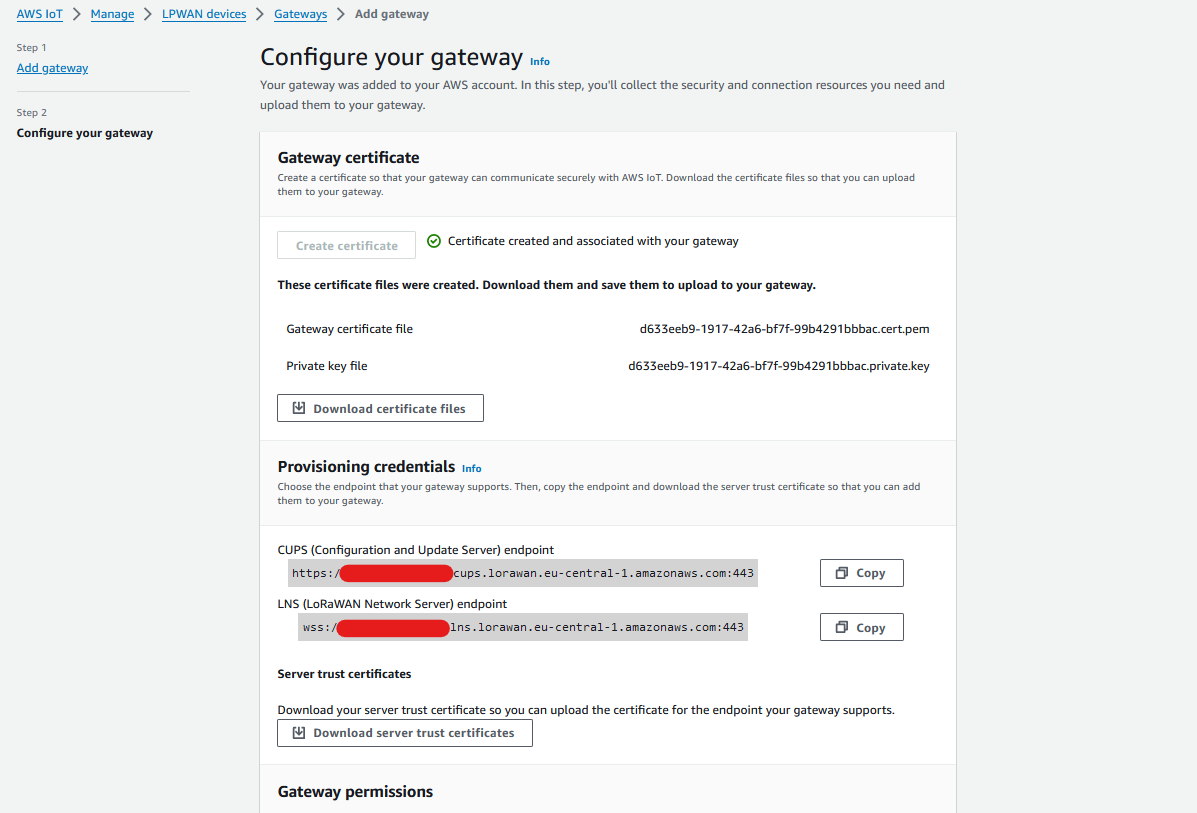 AWS IoT > Manage > LPWAN devices > Gateways > Add gateway
Step 1
Add gateway
Step 2
Configure your gateway
Configure your gateway Info
Your gateway was added to your AWS account. In this step, you'll collect the security and connection resources you need and
upload them to your gateway.
Gateway certificate
Create a certificate so that your gateway can communicate securely with AWS IoT. Download the certificate files so that you can upload
them to your gateway.
Create certificate
Certificate created and associated with your gateway
These certificate files were created. Download them and save them to upload to your gateway.
Gateway certificate file d633eeb9-1917-42a6-bf7f-99b4291bbbac.cert.pem
Private key file d633eeb9-1917-42a6-bf7f-99b4291bbbac.private.key
Download certificate files
Provisioning credentials Info
Choose the endpoint that your gateway supports. Then, copy the endpoint and download the server trust certificate so that you can add
them to your gateway.
CUPS (Configuration and Update Server) endpoint
https:/ cups.lorawan.eu-central-1.amazonaws.com:443 Copy
LNS (LoRaWAN Network Server) endpoint
wss:/ lns.lorawan.eu-central-1.amazonaws.com:443 Copy
Server trust certificates
Download your server trust certificate so you can upload the certificate for the endpoint your gateway supports.
Download server trust certificates
Gateway permissions